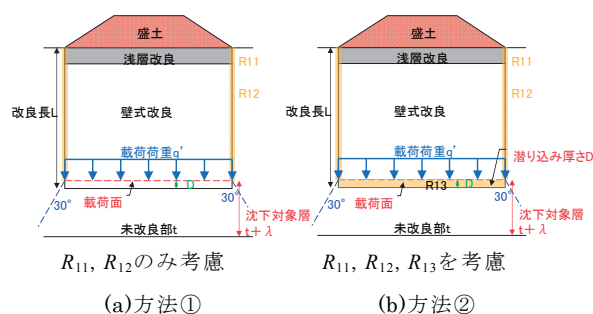 盛土
浅層改良
R11
R12
改良長L
壁式改良
載荷荷重q'
D
30°
30°
載荷面
沈下対象層
t+λ
未改良部t
R11, R12のみ考慮
(a)方法①
盛土
浅層改良
R11
R12
改良長L
壁式改良
潜り込み厚さD
載荷荷重q'
R13
D
30°
30°
載荷面
沈下対象層
t+λ
未改良部t
R11, R12, R13を考慮
(b)方法②